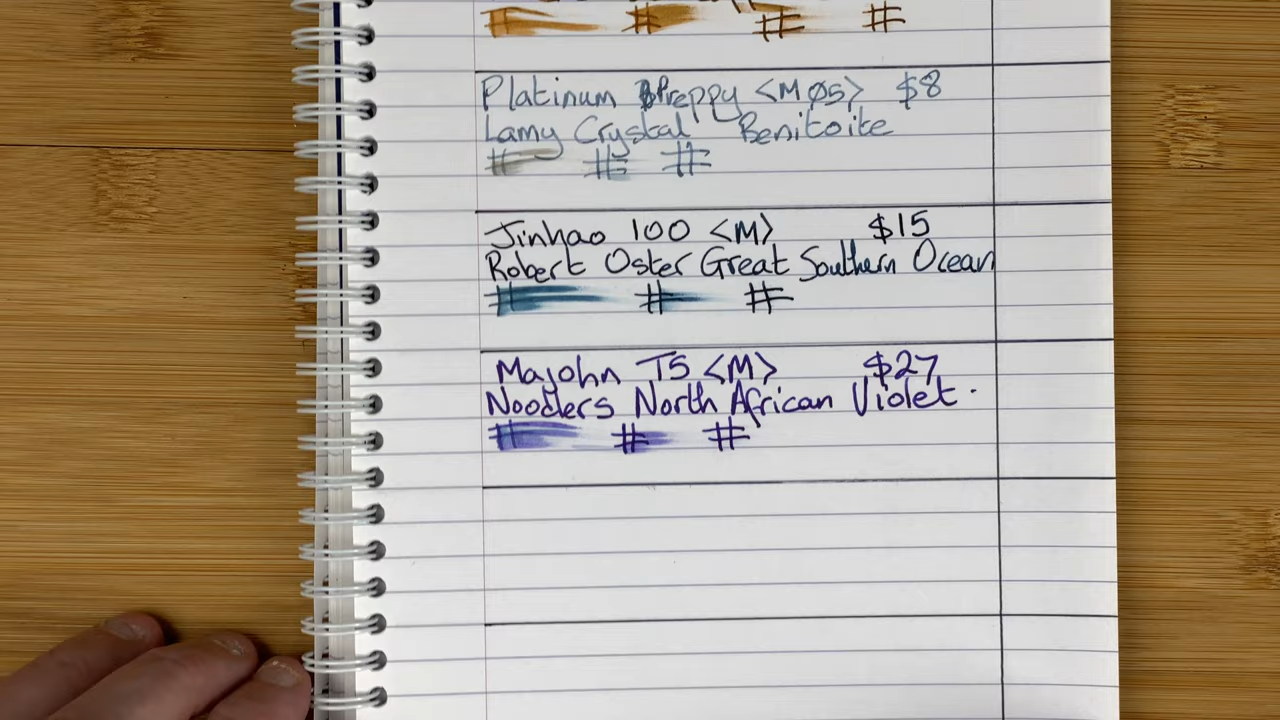 # # # #
Platinum Preppy <M 05> $8
Lamy Crystal Benitoite
# # #
Jinhao 100 <M> $15
Robert Oster Great Southern Ocean
# # #
Majohn T5 <M> $27
Noodlers North African Violet.
# # #